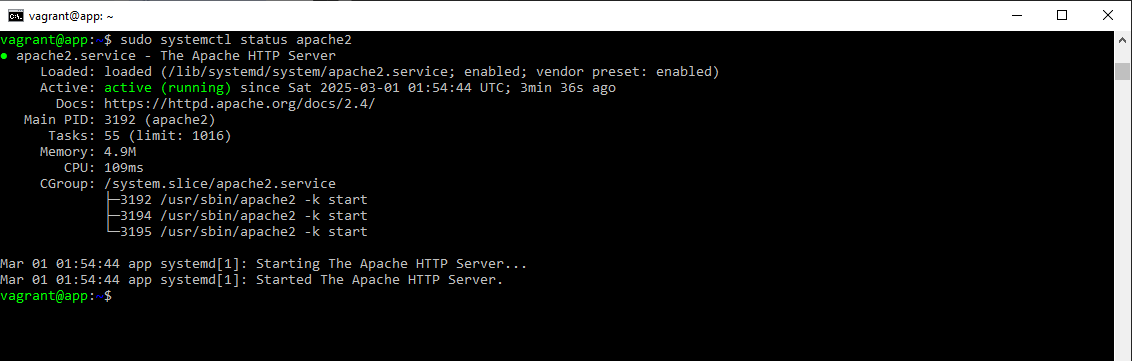 vagrant@app: ~
vagrant@app:~$ sudo systemctl status apache2
● apache2.service - The Apache HTTP Server
     Loaded: loaded (/lib/systemd/system/apache2.service; enabled; vendor preset: enabled)
     Active: active (running) since Sat 2025-03-01 01:54:44 UTC; 3min 36s ago
       Docs: https://httpd.apache.org/docs/2.4/
   Main PID: 3192 (apache2)
      Tasks: 55 (limit: 1016)
     Memory: 4.9M
        CPU: 109ms
     CGroup: /system.slice/apache2.service
             ├─3192 /usr/sbin/apache2 -k start
             ├─3194 /usr/sbin/apache2 -k start
             └─3195 /usr/sbin/apache2 -k start

Mar 01 01:54:44 app systemd[1]: Starting The Apache HTTP Server...
Mar 01 01:54:44 app systemd[1]: Started The Apache HTTP Server.
vagrant@app:~$